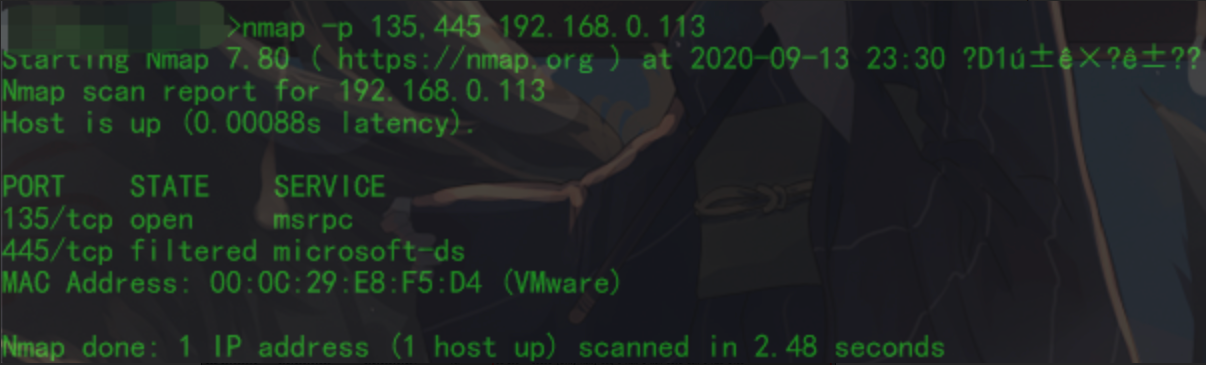 >nmap -p 135,445 192.168.0.113
Starting Nmap 7.80 ( https://nmap.org ) at 2020-09-13 23:30 ?D1ú±ê×?ê±??
Nmap scan report for 192.168.0.113
Host is up (0.00088s latency).
PORT STATE SERVICE
135/tcp open msrpc
445/tcp filtered microsoft-ds
MAC Address: 00:0C:29:E8:F5:D4 (VMware)
Nmap done: 1 IP address (1 host up) scanned in 2.48 seconds